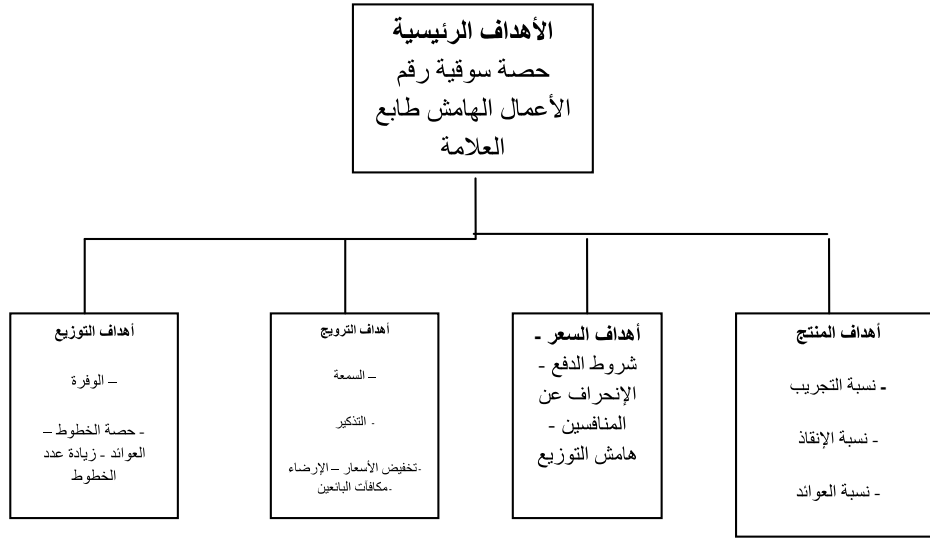 الأهداف الرئيسية
حصة سوقية رقم
الأعمال الهامش طابع
العلامة
أهداف المنتج
- نسبة التجريب
- نسبة الإنقاذ
- نسبة العوائد
أهداف السعر -
شروط الدفع -
الإنحراف عن
المنافسين -
هامش التوزيع
أهداف الترويج
– السمعة
- التذكير
-تخفيض الأسعار – الإرضاء
-مكافآت البائعين
أهداف التوزيع
– الوفرة
- حصة الخطوط –
العوائد - زيادة عدد
الخطوط